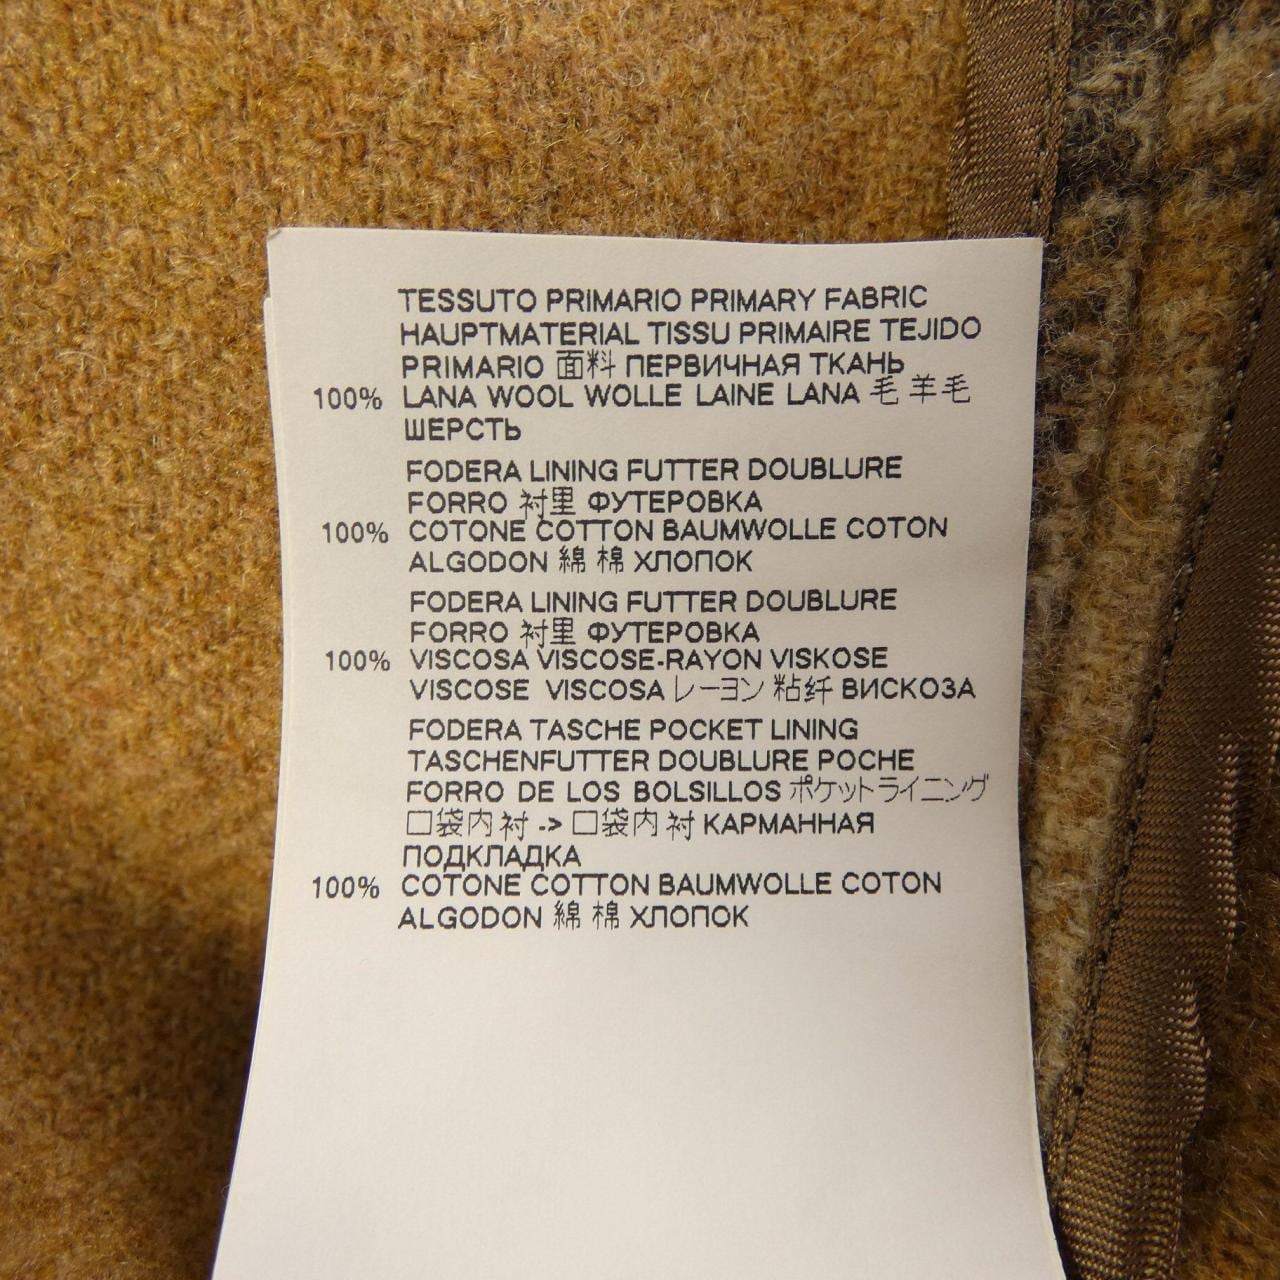 TESSUTO PRIMARIO PRIMARY FABRIC
HAUPTMATERIAL TISSU PRIMAIRE TEJIDO
PRIMARIO 面料 ПЕРВИЧНАЯ ТКАНЬ
100% LANA WOOL WOLLE LAINE LANA 毛 羊毛
ШЕРСТЬ
FODERA LINING FUTTER DOUBLURE
FORRO 衬里 ФУТЕРОВКА
100% COTONE COTTON BAUMWOLLE COTON
ALGODON 綿 棉 ХЛОПОК
FODERA LINING FUTTER DOUBLURE
FORRO 衬里 ФУТЕРОВКА
100% VISCOSA VISCOSE-RAYON VISKOSE
VISCOSE VISCOSA レーヨン 粘纤 ВИСКОЗА
FODERA TASCHE POCKET LINING
TASCHENFUTTER DOUBLURE POCHE
FORRO DE LOS BOLSILLOS ポケットライニング
口袋内衬 -> 口袋内衬 КАРМАННАЯ
ПОДКЛАДКА
100% COTONE COTTON BAUMWOLLE COTON
ALGODON 綿 棉 ХЛОПОК